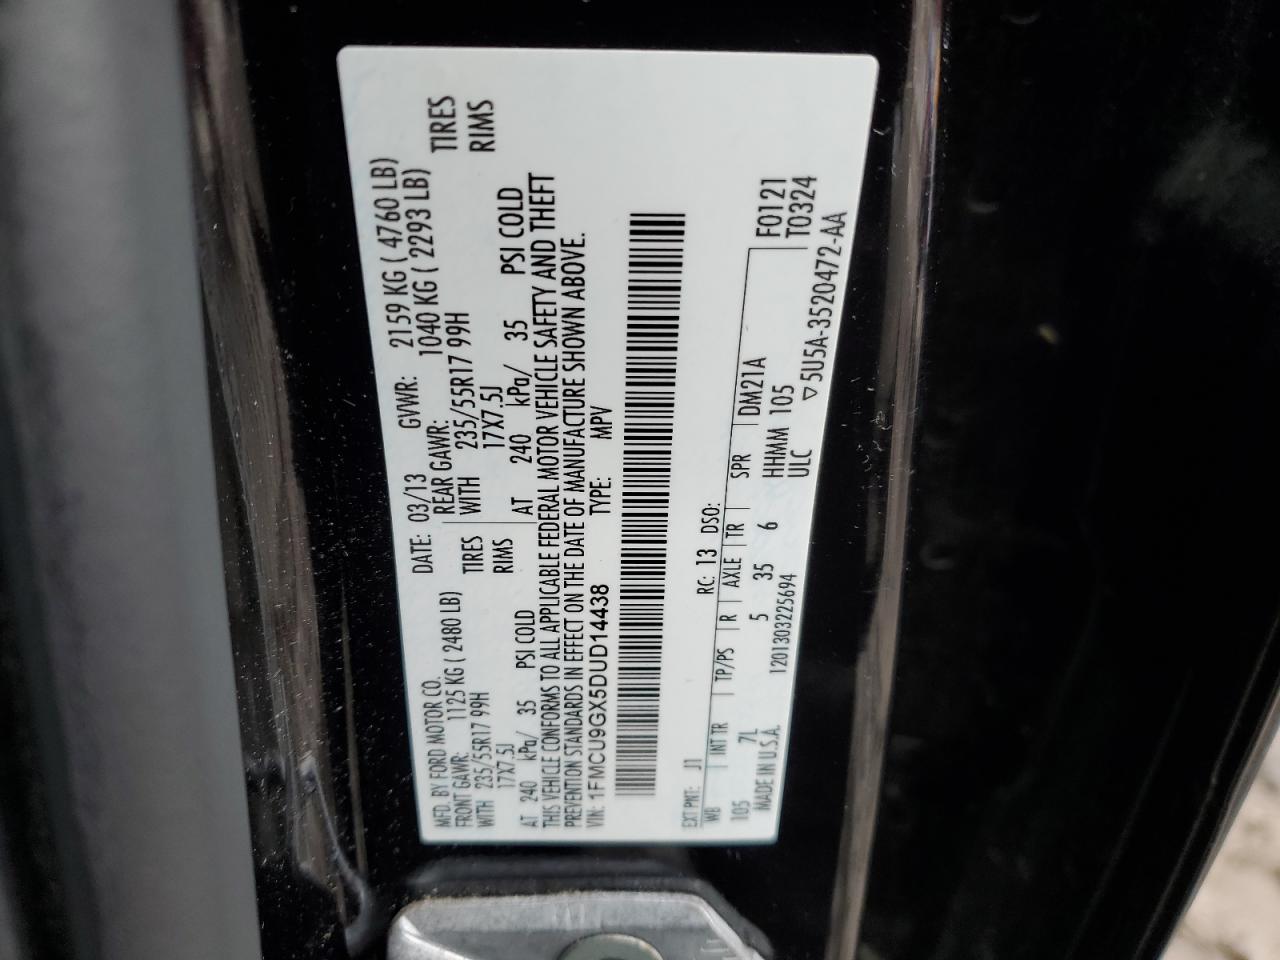 MFD. BY FORD MOTOR CO. DATE: 03/13 GVWR: 2159 KG ( 4760 LB)
FRONT GAWR: 1125 KG ( 2480 LB) REAR GAWR: 1040 KG ( 2293 LB)
WITH 235/55R17 99H TIRES WITH 235/55R17 99H TIRES
17X7.5J RIMS 17X7.5J RIMS
AT 240 kPa/ 35 PSI COLD AT 240 kPa/ 35 PSI COLD
THIS VEHICLE CONFORMS TO ALL APPLICABLE FEDERAL MOTOR VEHICLE SAFETY AND THEFT
PREVENTION STANDARDS IN EFFECT ON THE DATE OF MANUFACTURE SHOWN ABOVE.
VIN: 1FMCU9GX5DUD14438 TYPE: MPV
EXT PNT: J1 RC: 13 DSO:
WB INT TR TP/PS R AXLE TR SPR DM21A F0121
105 7L 5 35 6 HHMM 105 T0324
MADE IN U.S.A. 1201303225694 ULC
▽5U5A-3520472-AA